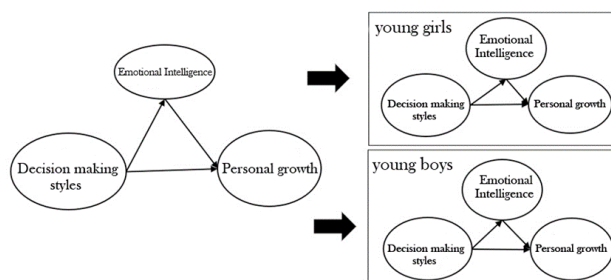 Emotional Intelligence
Decision making
styles
Personal growth
young girls
Emotional
Intelligence
Decision making
styles
Personal growth
young boys
Emotional
Intelligence
Decision making
styles
Personal growth